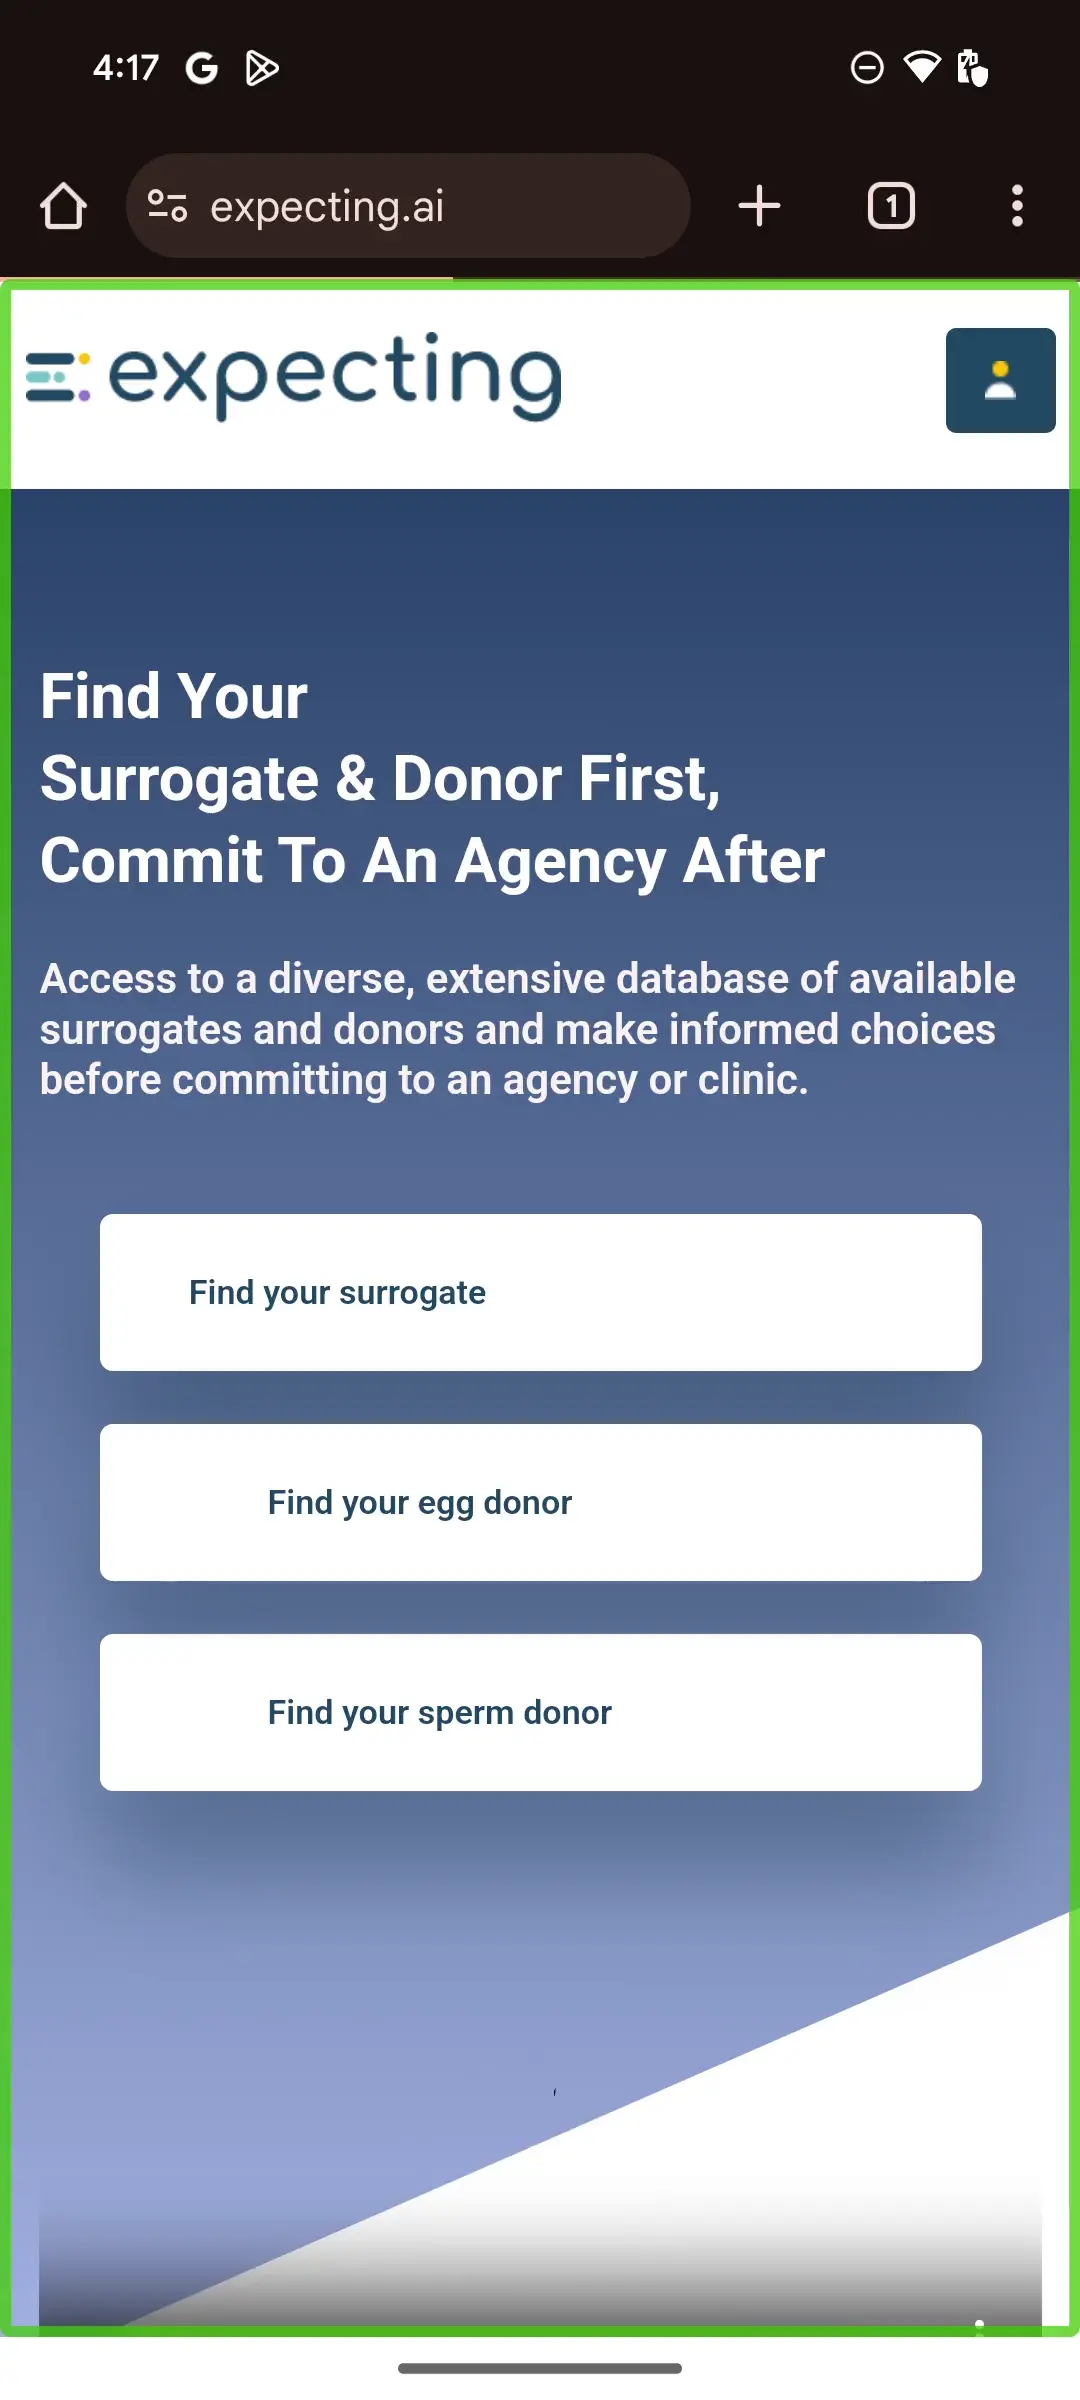 4:17
expecting.ai
1
expecting
Find Your
Surrogate & Donor First,
Commit To An Agency After
Access to a diverse, extensive database of available
surrogates and donors and make informed choices
before committing to an agency or clinic.
Find your surrogate
Find your egg donor
Find your sperm donor